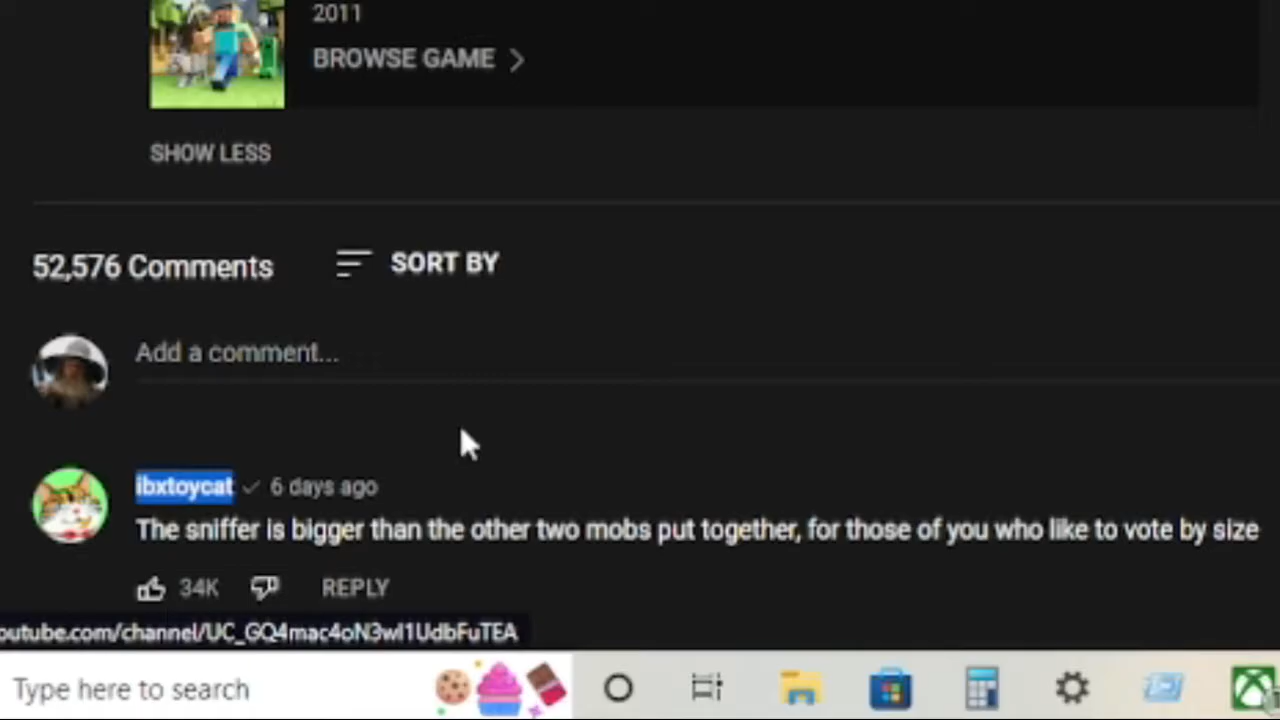 2011
BROWSE GAME
SHOW LESS
52,576 Comments
SORT BY
Add a comment...
ibxtoycat 6 days ago
The sniffer is bigger than the other two mobs put together, for those of you who like to vote by size
34K
REPLY
outube.com/channel/UC_GQ4mac4oN3wl1UdbFuTEA
Type here to search